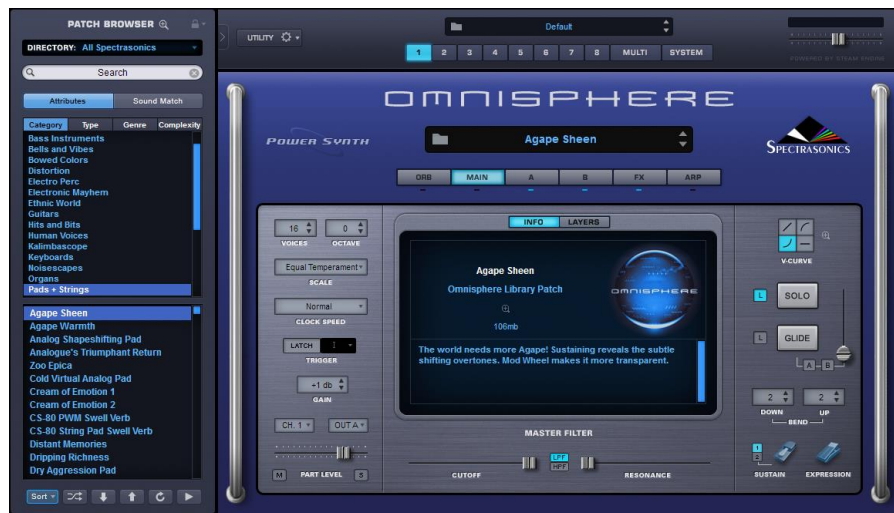 PATCH BROWSER
DIRECTORY: All Spectrasonics
Search
Attributes Sound Match
Category Type Genre Complexity
Bass Instruments
Bells and Vibes
Bowed Colors
Distortion
Electro Perc
Electronic Mayhem
Ethnic World
Guitars
Hits and Bits
Human Voices
Kalimbascope
Keyboards
Noisescapes
Organs
Pads + Strings
Agape Sheen
Agape Warmth
Analog Shapeshifting Pad
Analogue's Triumphant Return
Zoo Epica
Cold Virtual Analog Pad
Cream of Emotion 1
Cream of Emotion 2
CS-80 PWM Swell Verb
CS-80 String Pad Swell Verb
Distant Memories
Dripping Richness
Dry Aggression Pad
Sort
UTILITY
Default
1 2 3 4 5 6 7 8 MULTI SYSTEM
POWERED BY STEAM ENGINE
OMNISPHERE
POWER SYNTH
Agape Sheen
SPECTRASONICS
ORB MAIN A B FX ARP
16 0
VOICES OCTAVE
Equal Temperament
SCALE
Normal
CLOCK SPEED
LATCH
TRIGGER
+1 db
GAIN
CH. 1 OUT A
M PART LEVEL S
INFO LAYERS
Agape Sheen
Omnisphere Library Patch
OMNISPHERE
106mb
The world needs more Agape! Sustaining reveals the subtle
shifting overtones. Mod Wheel makes it more transparent.
MASTER FILTER
LPF
HPF
CUTOFF RESONANCE
V-CURVE
L SOLO
L GLIDE
L A B
2 2
DOWN UP
BEND
1
2
SUSTAIN EXPRESSION